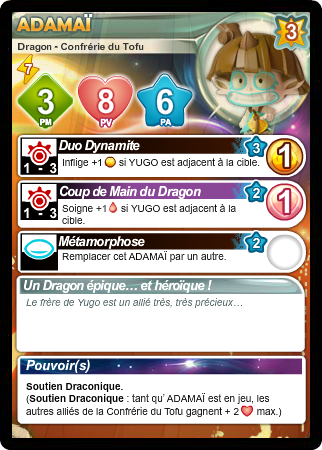 ADAMAÏ
3
Dragon - Confrérie du Tofu
7
3
PM
8
PV
6
PA
Duo Dynamite
3
1 - 3
Inflige +1 si YUGO est adjacent à la cible.
1
Coup de Main du Dragon
2
1 - 3
Soigne +1 si YUGO est adjacent à la
cible.
1
Métamorphose
2
Remplacer cet ADAMAÏ par un autre.
Un Dragon épique... et héroïque !
Le frère de Yugo est un allié très, très précieux...
Pouvoir(s)
Soutien Draconique.
(Soutien Draconique : tant qu' ADAMAÏ est en jeu, les
autres alliés de la Confrérie du Tofu gagnent + 2 max.)